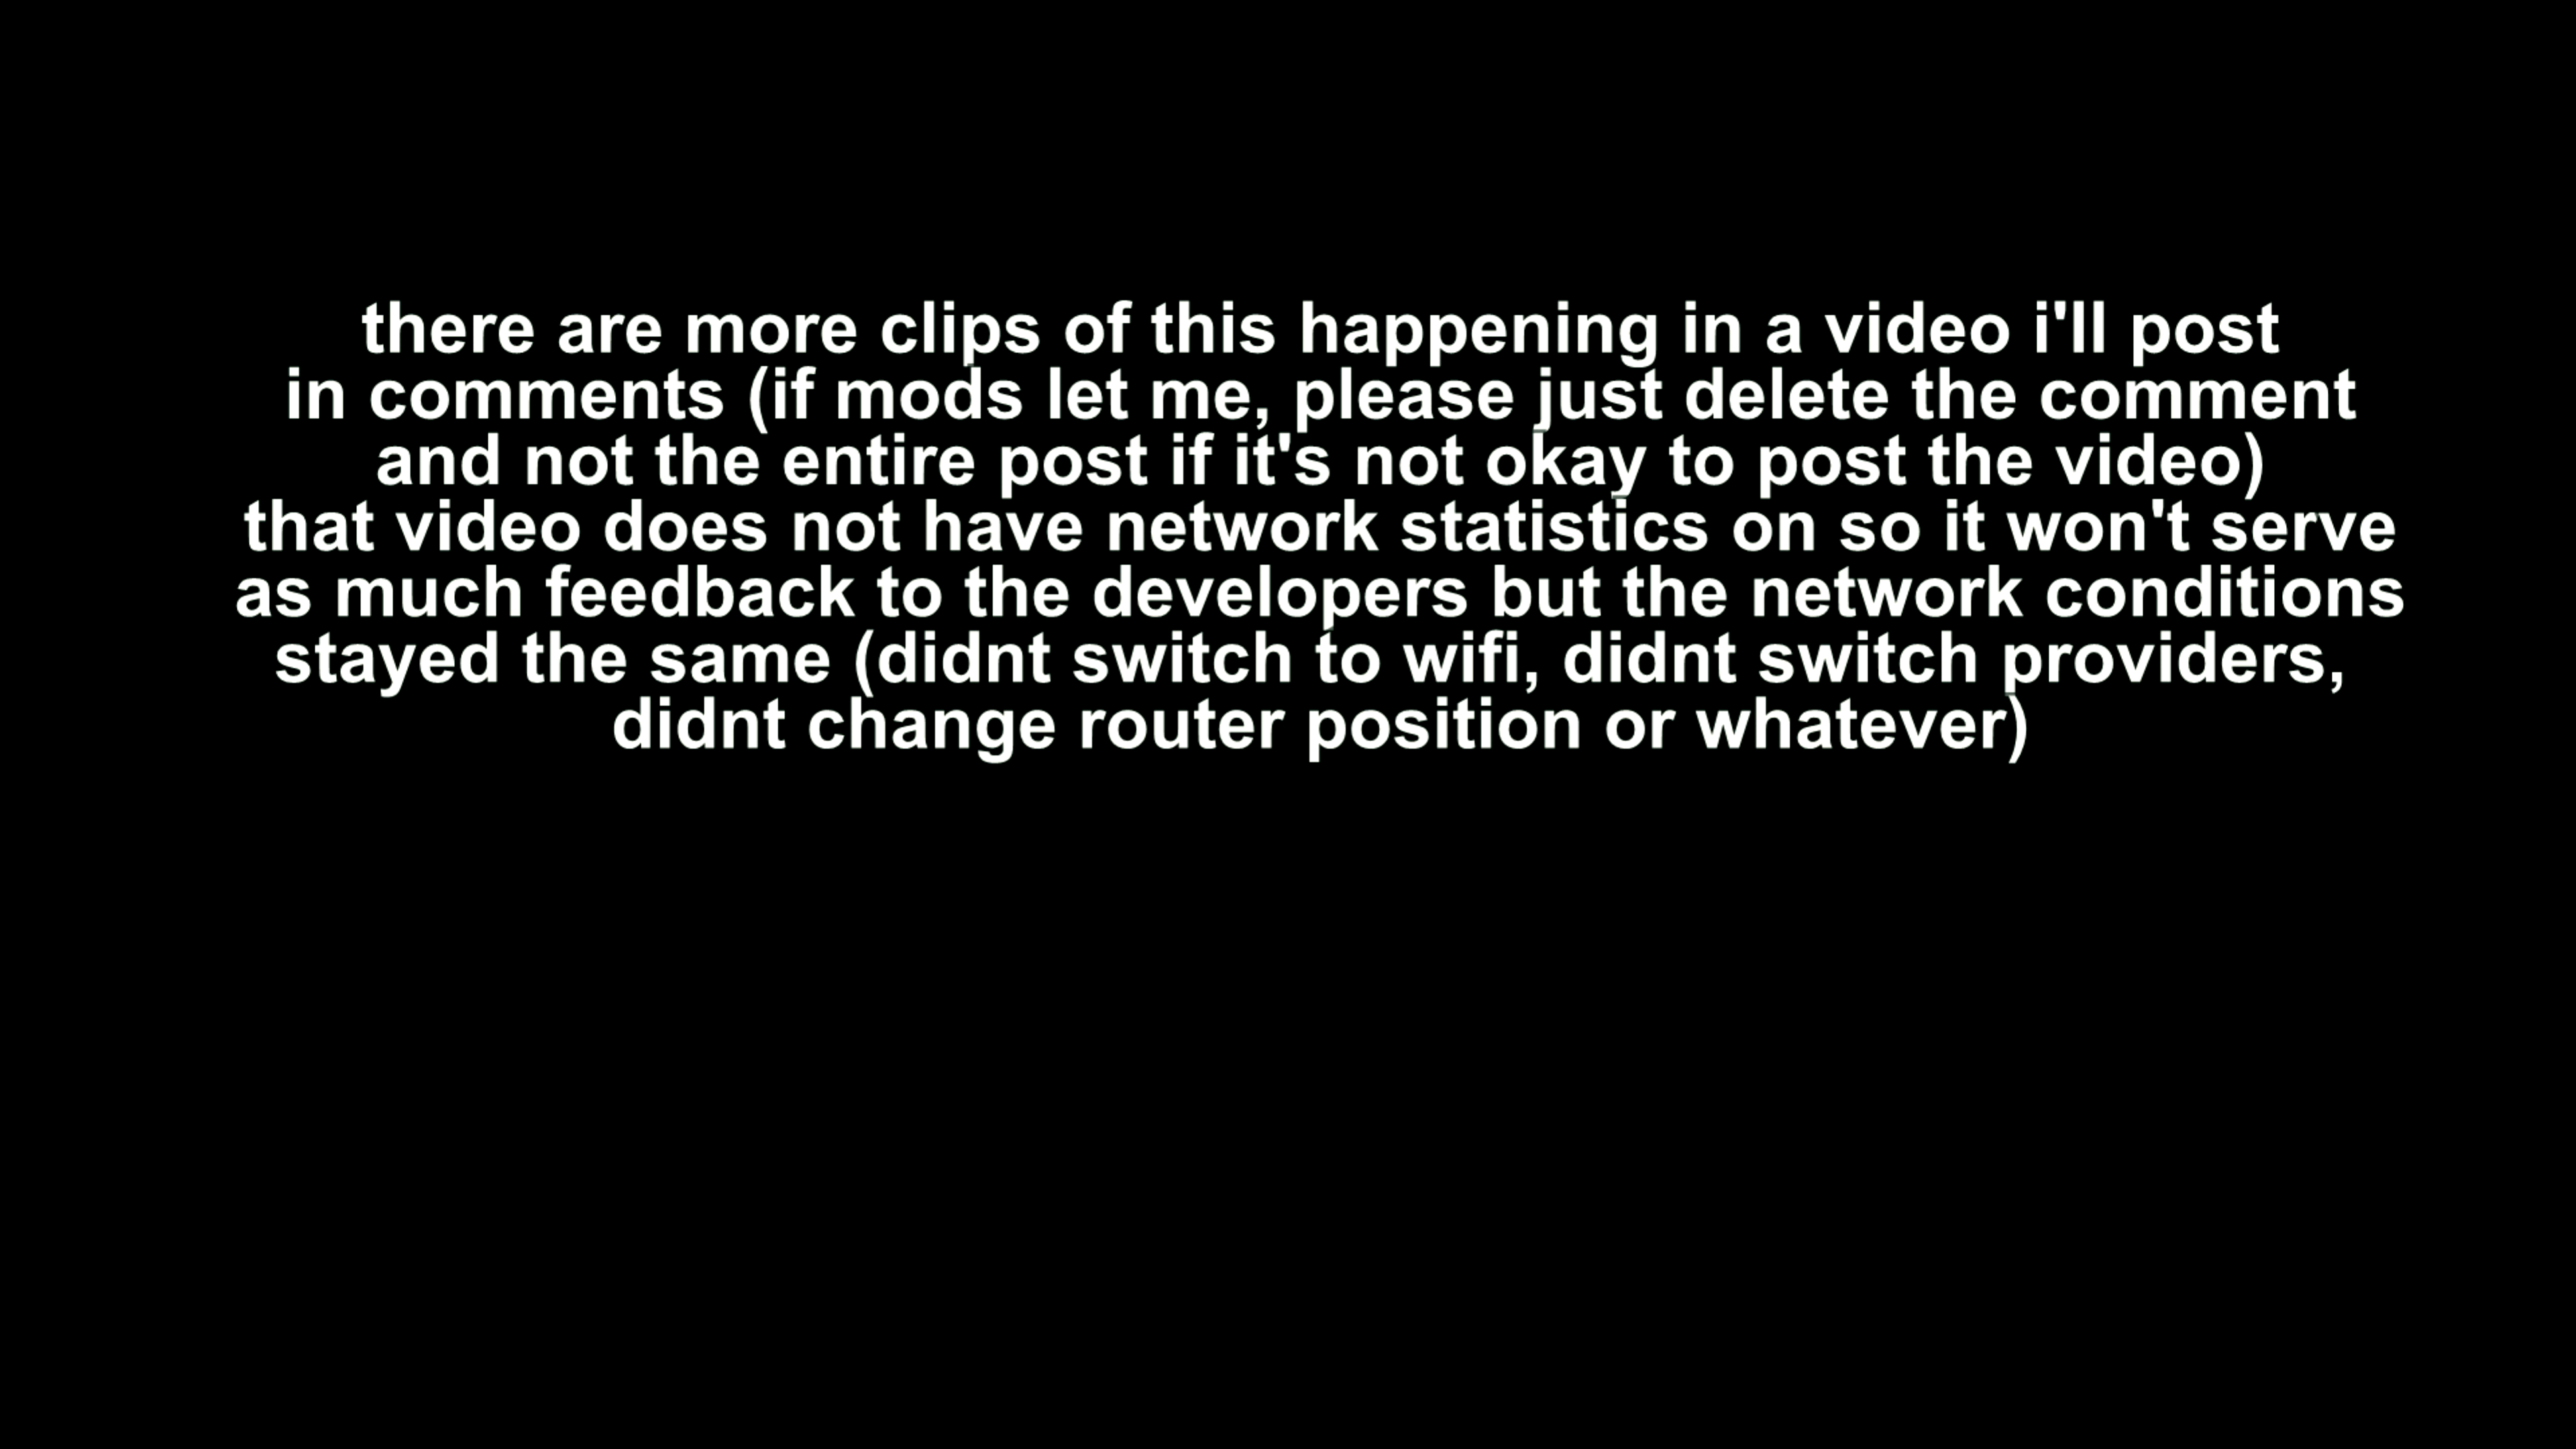 there are more clips of this happening in a video i'll post
in comments (if mods let me, please just delete the comment
and not the entire post if it's not okay to post the video)
that video does not have network statistics on so it won't serve
as much feedback to the developers but the network conditions
stayed the same (didnt switch to wifi, didnt switch providers,
didnt change router position or whatever)